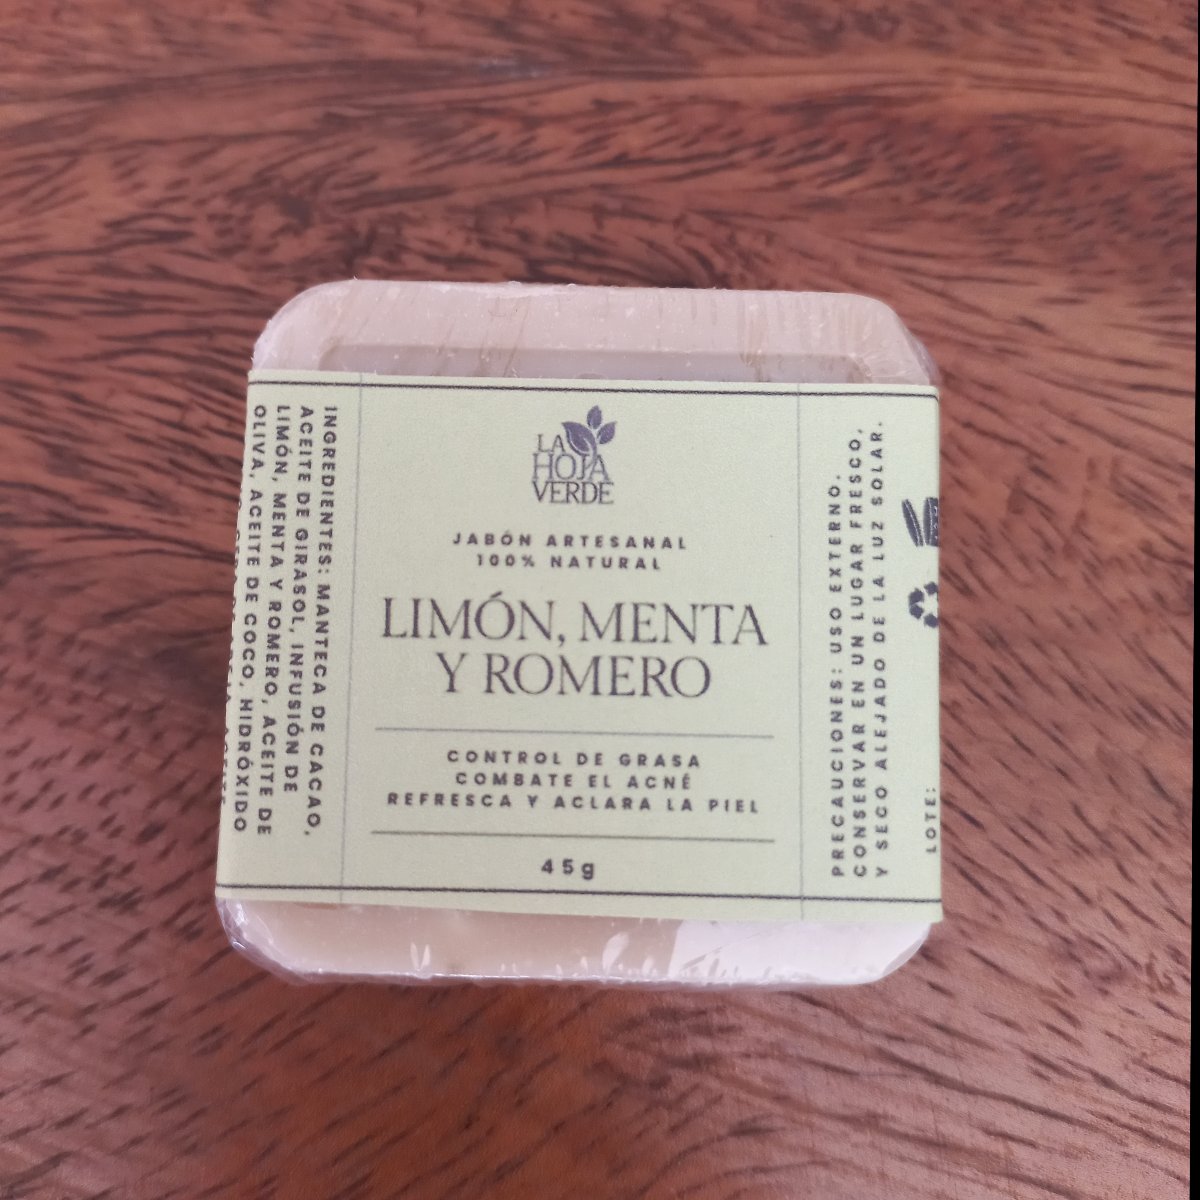 INGREDIENTES: MANTECA DE CACAO,
ACEITE DE GIRASOL, INFUSIÓN DE
LIMÓN, MENTA Y ROMERO, ACEITE DE
OLIVA, ACEITE DE COCO, HIDRÓXIDO
LA
HOJA
VERDE
JABÓN ARTESANAL
100% NATURAL
LIMÓN, MENTA
Y ROMERO
CONTROL DE GRASA
COMBATE EL ACNÉ
REFRESCA Y ACLARA LA PIEL
45g
PRECAUCIONES: USO EXTERNO.
CONSERVAR EN UN LUGAR FRESCO,
Y SECO ALEJADO DE LA LUZ SOLAR.
LOTE: